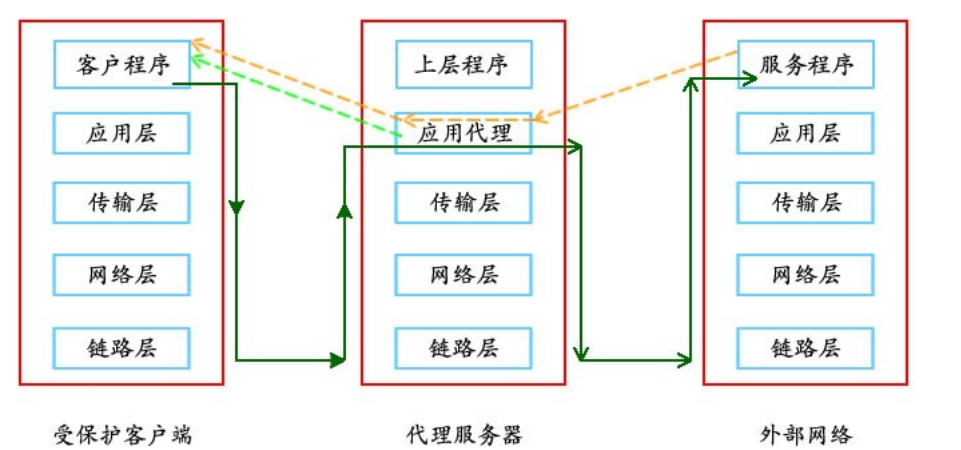 客户程序 上层程序 服务程序
应用层 应用代理 应用层
传输层 传输层 传输层
网络层 网络层 网络层
链路层 链路层 链路层
受保护客户端 代理服务器 外部网络